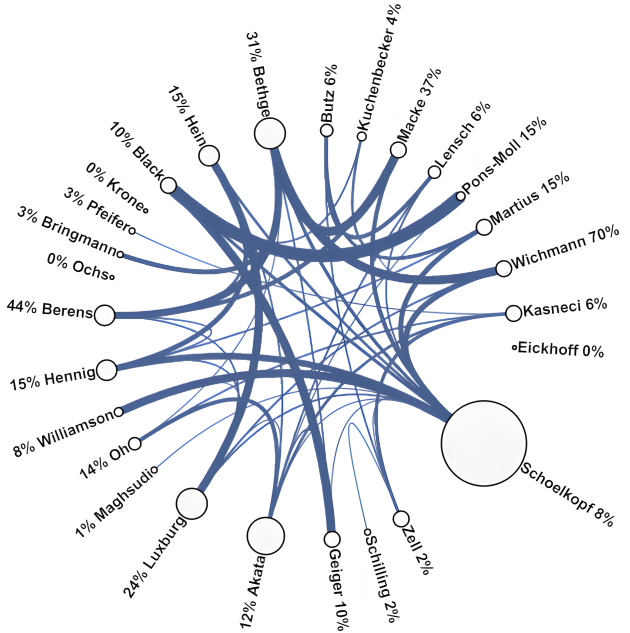 31% Bethge
Butz 6%
Kuchenbecker 4%
Macke 37%
Lensch 6%
Pons-Moll 15%
Martius 15%
Wichmann 70%
Kasneci 6%
Eickhoff 0%
Schoelkopf 8%
Zell 2%
Schilling 2%
Geiger 10%
12% Akata
24% Luxburg
1% Maghsudi
14% Oh
8% Williamson
15% Hennig
44% Berens
0% Ochs
3% Bringmann
3% Pfeifer
0% Krone
10% Black
15% Hein